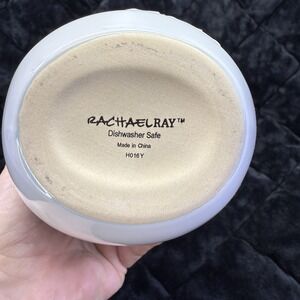 RACHAELRAY™
Dishwasher Safe
Made in China
H016Y